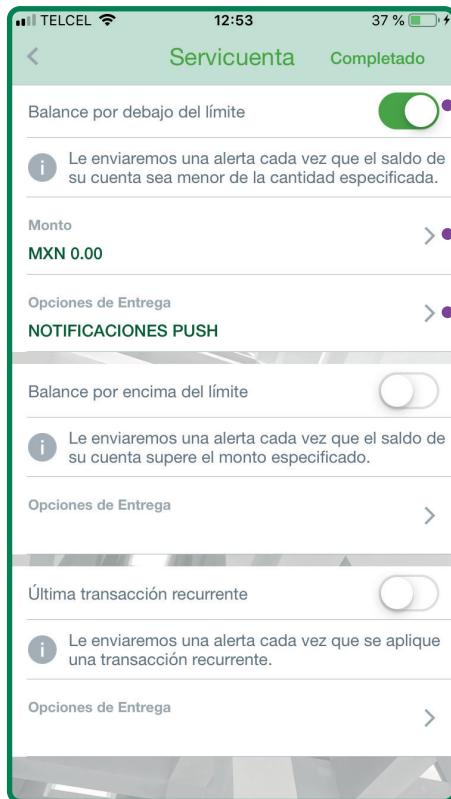 TELCEL 12:53 37 %
Servicuenta Completado
Balance por debajo del límite
i Le enviaremos una alerta cada vez que el saldo de
su cuenta sea menor de la cantidad especificada.
Monto
MXN 0.00
Opciones de Entrega
NOTIFICACIONES PUSH
Balance por encima del límite
i Le enviaremos una alerta cada vez que el saldo de
su cuenta supere el monto especificado.
Opciones de Entrega
Última transacción recurrente
i Le enviaremos una alerta cada vez que se aplique
una transacción recurrente.
Opciones de Entrega